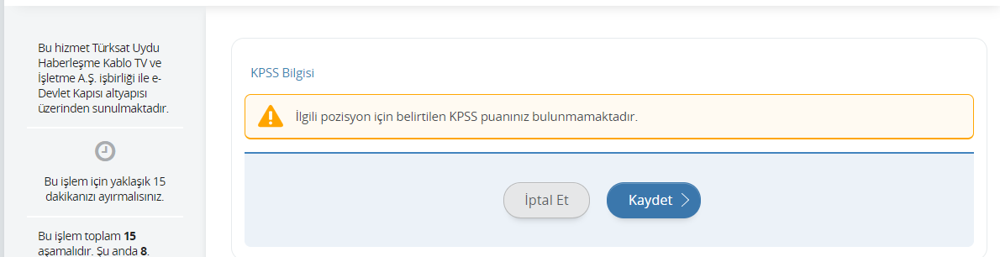 Bu hizmet Türksat Uydu
Haberleşme Kablo TV ve
İşletme A.Ş. işbirliği ile e-
Devlet Kapısı altyapısı
üzerinden sunulmaktadır.
Bu işlem için yaklaşık 15
dakikanızı ayırmalısınız.
Bu işlem toplam 15
aşamalıdır. Şu anda 8.
KPSS Bilgisi
İlgili pozisyon için belirtilen KPSS puanınız bulunmamaktadır.
İptal Et
Kaydet